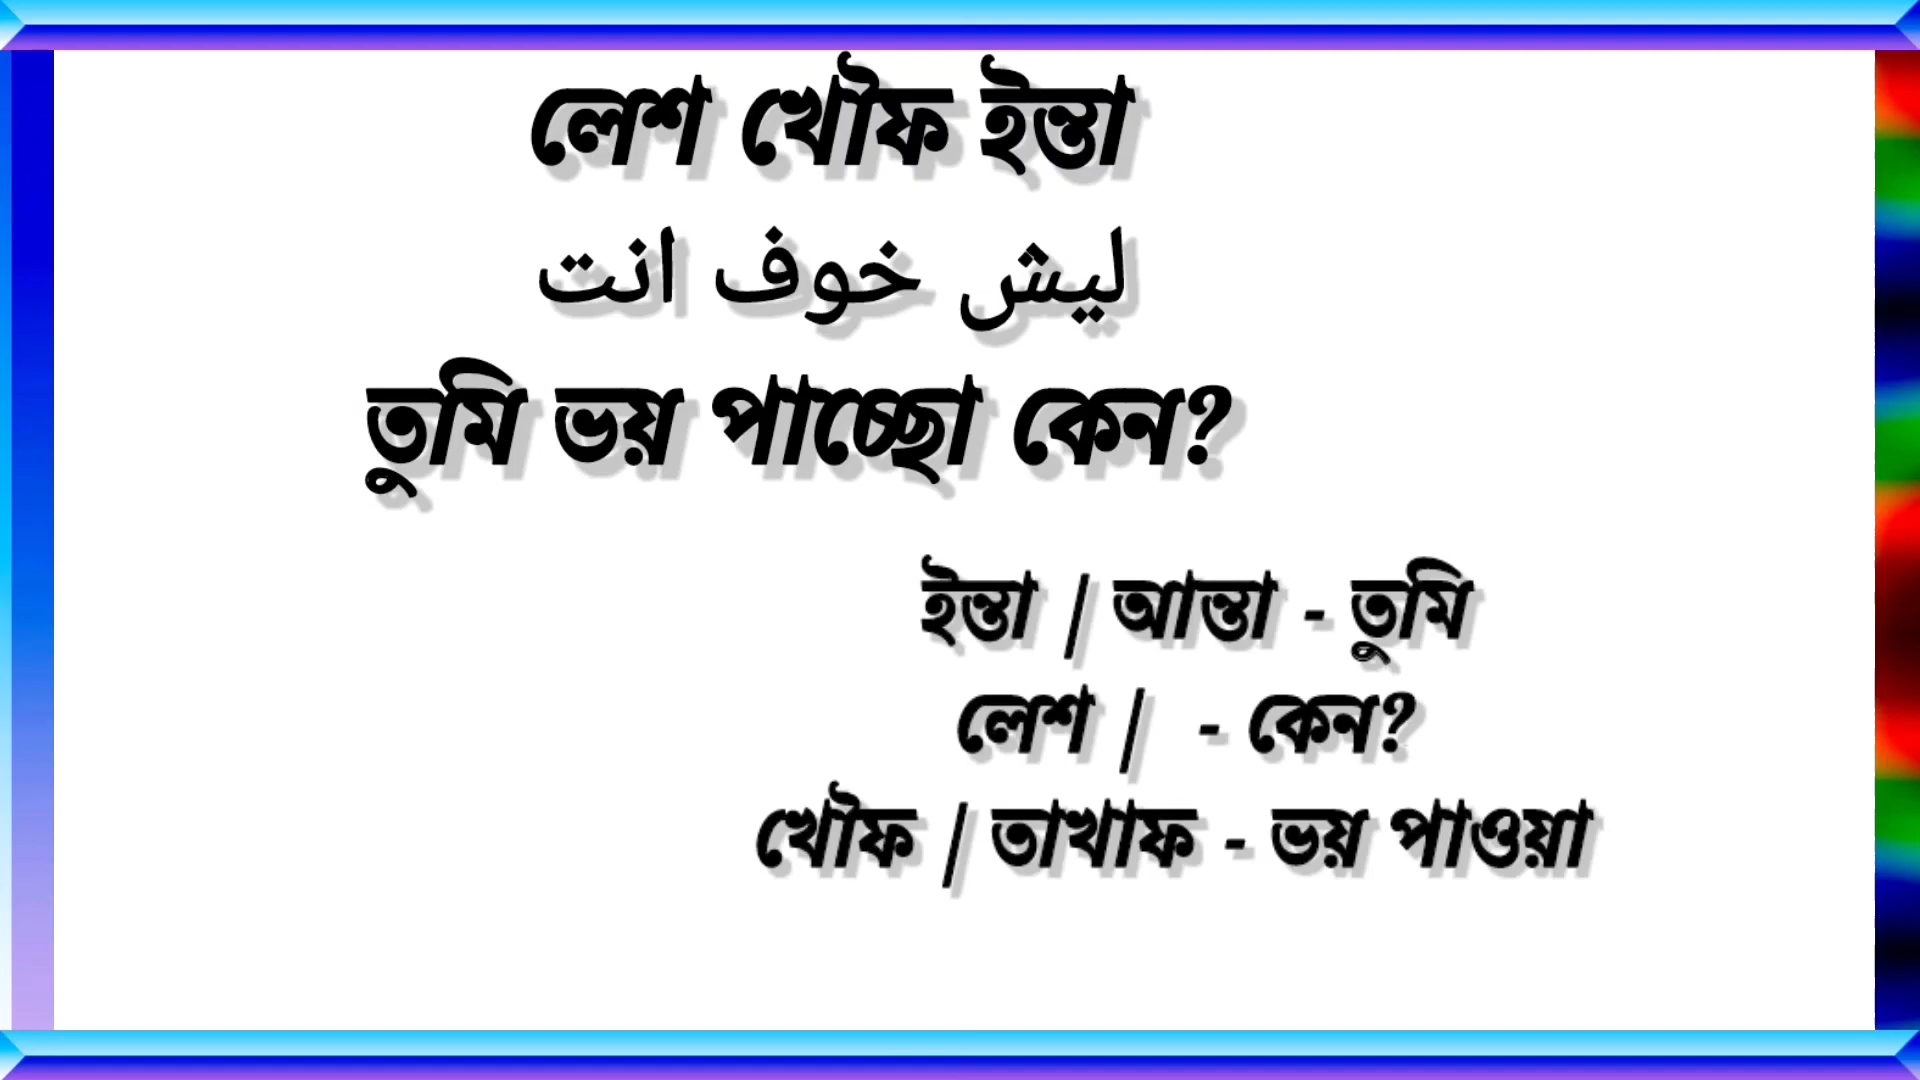 লেশ খৌফ ইন্তা
ليش خوف انت
তুমি ভয় পাচ্ছো কেন?
ইন্তা | আন্তা - তুমি
লেশ | - কেন?
খৌফ | তাখাফ - ভয় পাওয়া